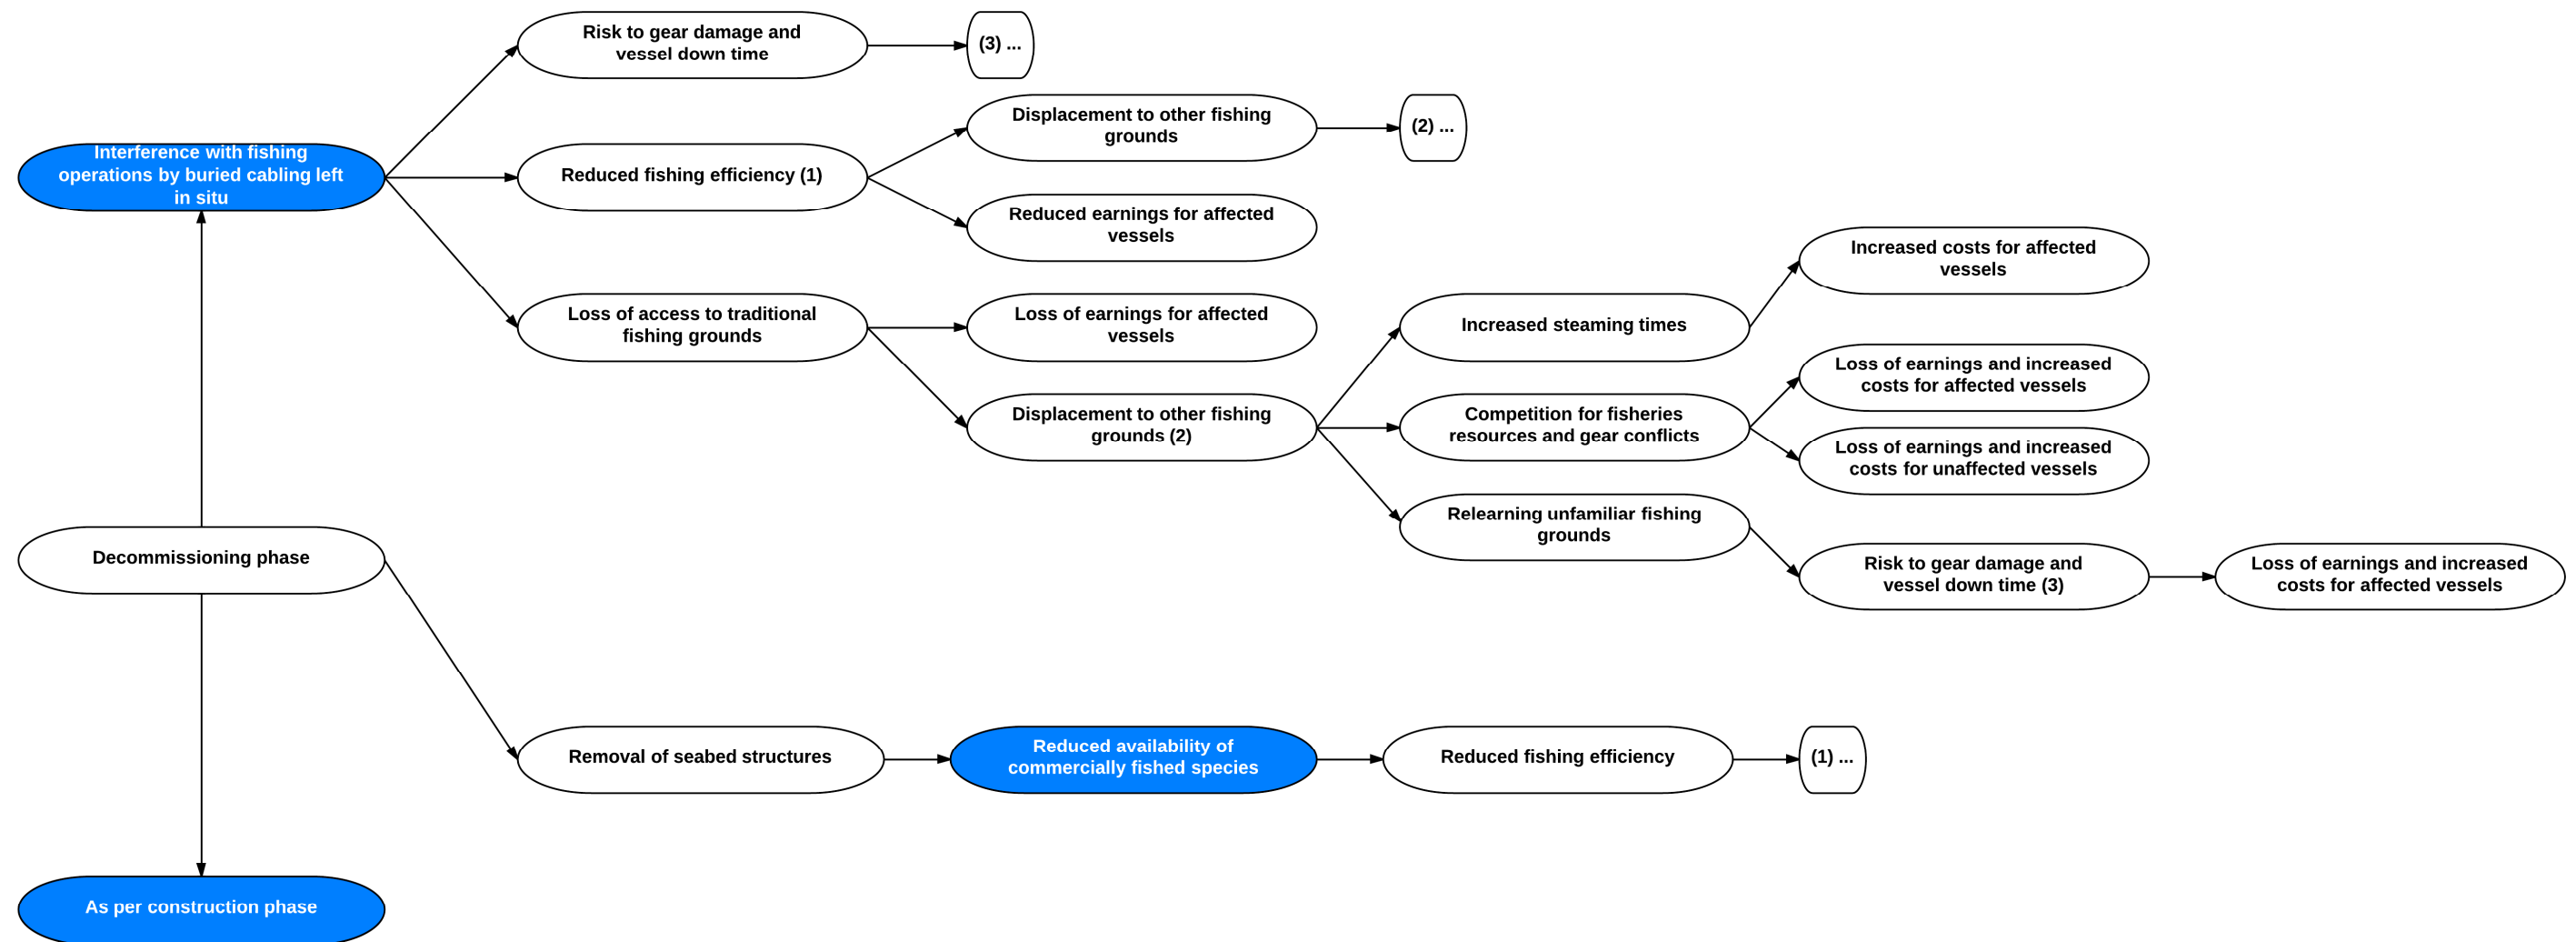 Risk to gear damage and
vessel down time
(3) ...
Displacement to other fishing
grounds
(2) ...
Interference with fishing
operations by buried cabling left
in situ
Reduced fishing efficiency (1)
Reduced earnings for affected
vessels
Increased costs for affected
vessels
Loss of access to traditional
fishing grounds
Loss of earnings for affected
vessels
Increased steaming times
Loss of earnings and increased
costs for affected vessels
Displacement to other fishing
grounds (2)
Competition for fisheries
resources and gear conflicts
Loss of earnings and increased
costs for unaffected vessels
Relearning unfamiliar fishing
grounds
Decommissioning phase
Risk to gear damage and
vessel down time (3)
Loss of earnings and increased
costs for affected vessels
Removal of seabed structures
Reduced availability of
commercially fished species
Reduced fishing efficiency
(1) ...
As per construction phase